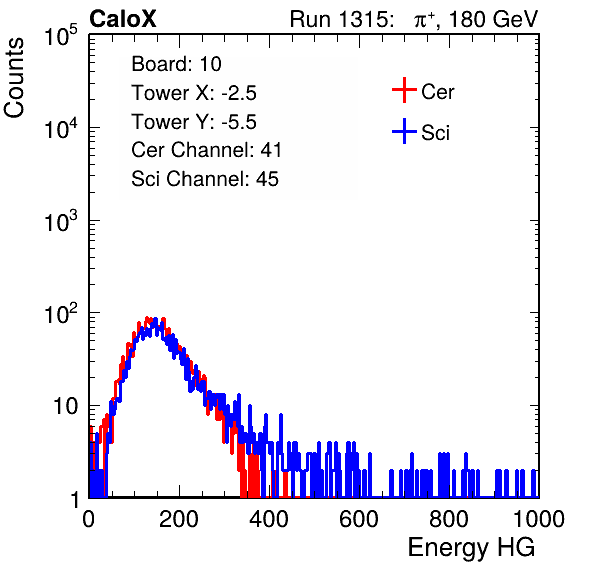 CaloX Run 1315: π⁺, 180 GeV
Counts
10⁵
10⁴
10³
10²
10
1
Board: 10
Tower X: -2.5
Tower Y: -5.5
Cer Channel: 41
Sci Channel: 45
Cer
Sci
0 200 400 600 800 1000
Energy HG